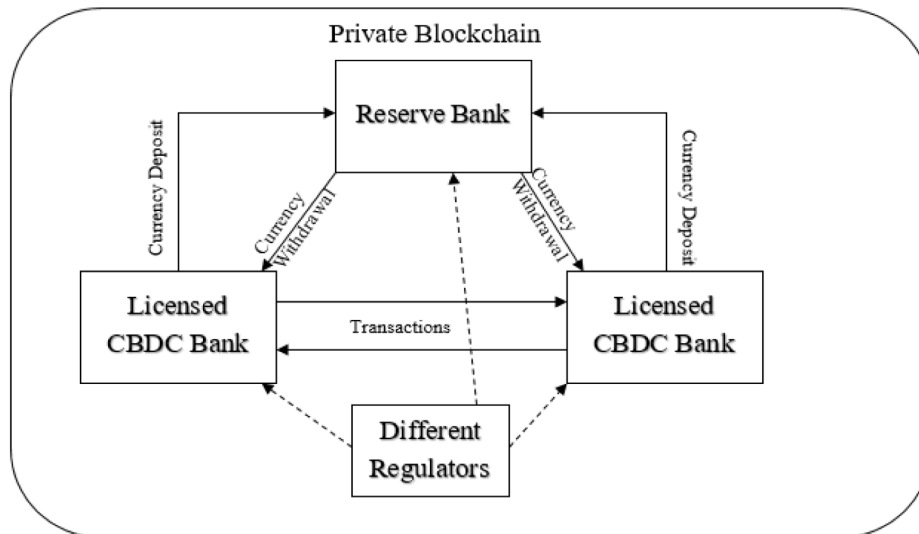 Private Blockchain
Reserve Bank
Currency Deposit
Currency
Withdrawal
Currency
Withdrawal
Currency Deposit
Licensed
CBDC Bank
Transactions
Licensed
CBDC Bank
Different
Regulators